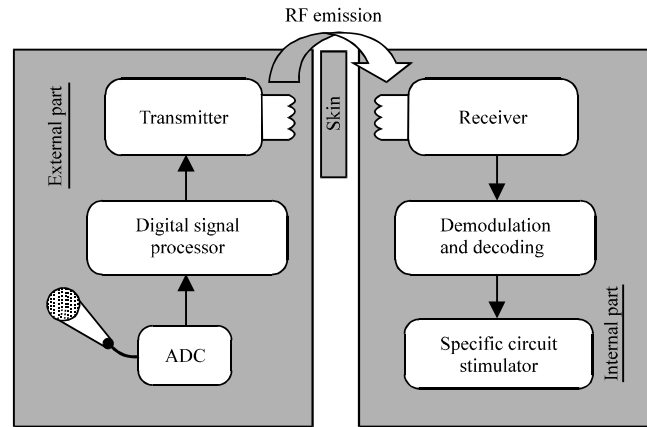 RF emission
External part
Transmitter
Skin
Receiver
Digital signal
processor
Demodulation
and decoding
ADC
Specific circuit
stimulator
Internal part